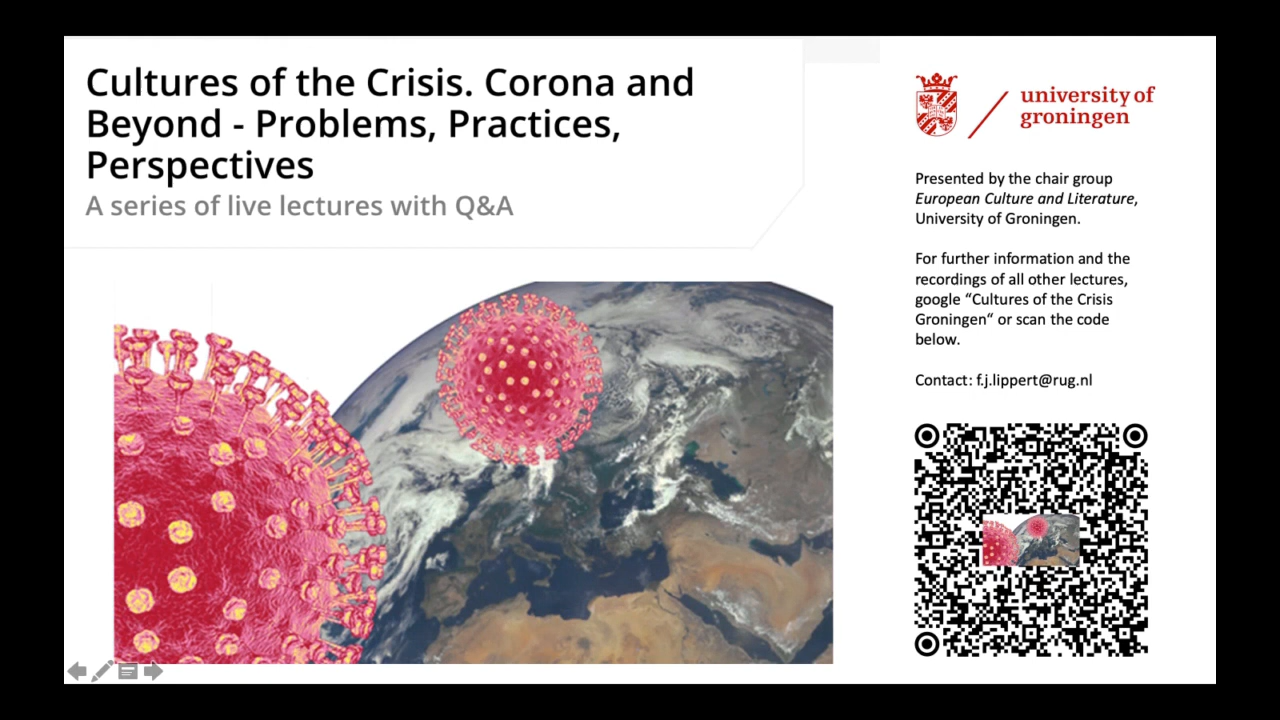 Cultures of the Crisis. Corona and
Beyond - Problems, Practices,
Perspectives
A series of live lectures with Q&A
university of
groningen
Presented by the chair group
European Culture and Literature,
University of Groningen.
For further information and the
recordings of all other lectures,
google “Cultures of the Crisis
Groningen“ or scan the code
below.
Contact: f.j.lippert@rug.nl